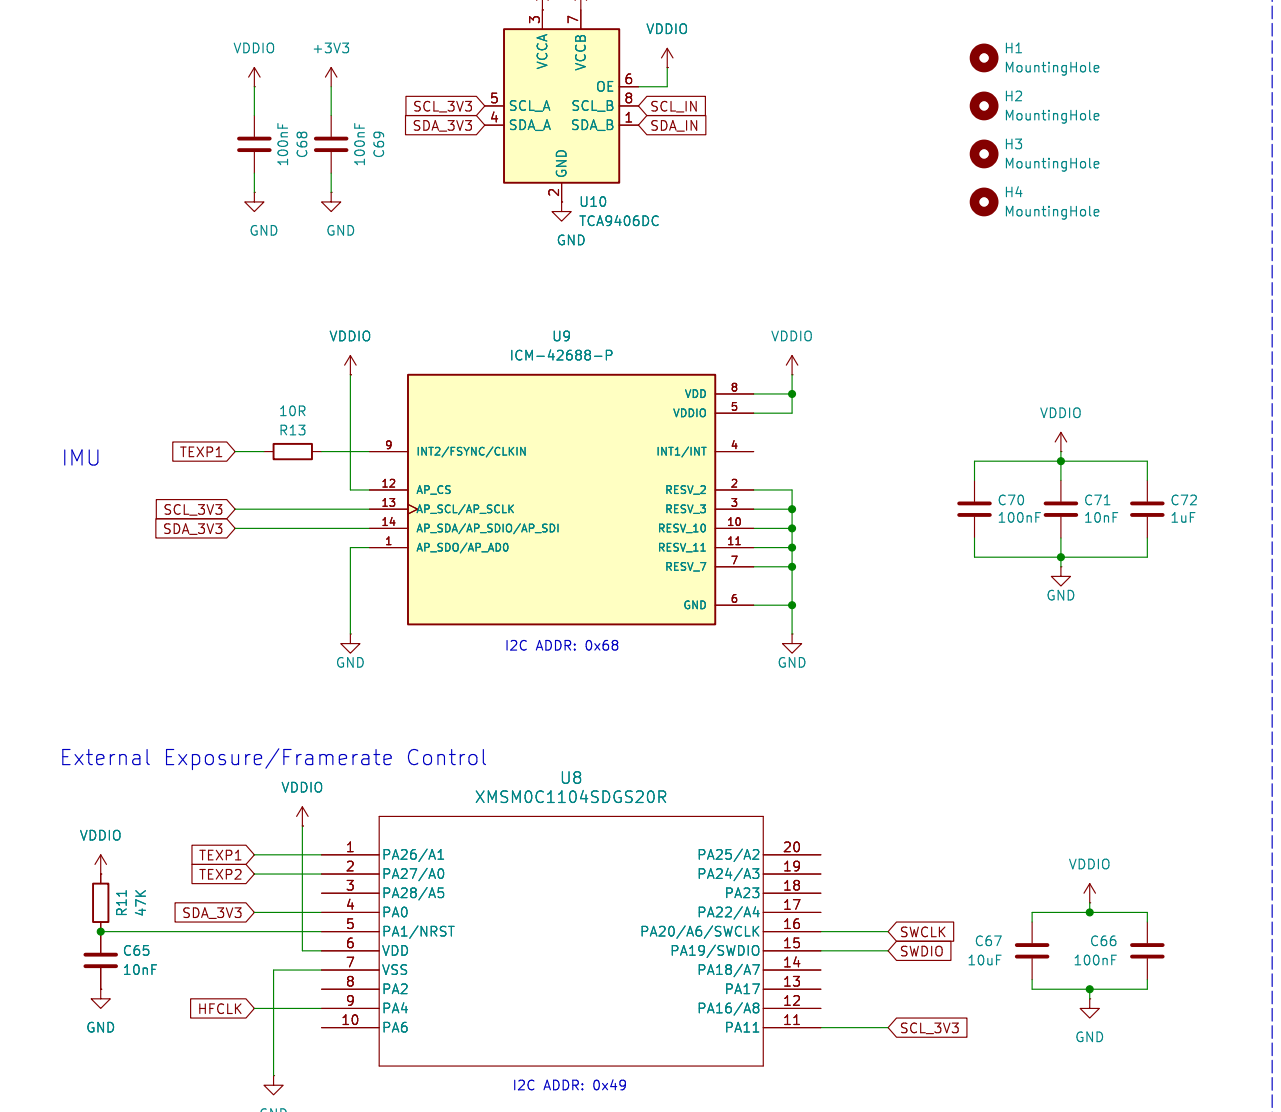 3
7
VCCA
VCCB
VDDIO
OE
6
5
SCL_3V3
SCL_A
SCL_B
8
SCL_IN
4
SDA_3V3
SDA_A
SDA_B
1
SDA_IN
GND
2
U10
TCA9406DC
GND
VDDIO
+3V3
100nF
C68
100nF
C69
GND
GND
H1
MountingHole
H2
MountingHole
H3
MountingHole
H4
MountingHole
IMU
U9
ICM-42688-P
VDDIO
VDDIO
10R
R13
TEXP1
9
INT2/FSYNC/CLKIN
12
AP_CS
SCL_3V3
13
AP_SCL/AP_SCLK
SDA_3V3
14
AP_SDA/AP_SDIO/AP_SDI
1
AP_SDO/AP_AD0
VDD
8
VDDIO
5
INT1/INT
4
RESV_2
2
RESV_3
3
RESV_10
10
RESV_11
11
RESV_7
7
GND
6
I2C ADDR: 0x68
GND
GND
VDDIO
C70
100nF
C71
10nF
C72
1uF
GND
External Exposure/Framerate Control
U8
XMSM0C1104SDGS20R
VDDIO
VDDIO
R11
47K
C65
10nF
GND
TEXP1
1
PA26/A1
TEXP2
2
PA27/A0
3
PA28/A5
SDA_3V3
4
PA0
5
PA1/NRST
6
VDD
7
VSS
8
PA2
HFCLK
9
PA4
10
PA6
PA25/A2
20
PA24/A3
19
PA23
18
PA22/A4
17
PA20/A6/SWCLK
16
SWCLK
PA19/SWDIO
15
SWDIO
PA18/A7
14
PA17
13
PA16/A8
12
PA11
11
SCL_3V3
I2C ADDR: 0x49
GND
VDDIO
C67
10uF
C66
100nF
GND